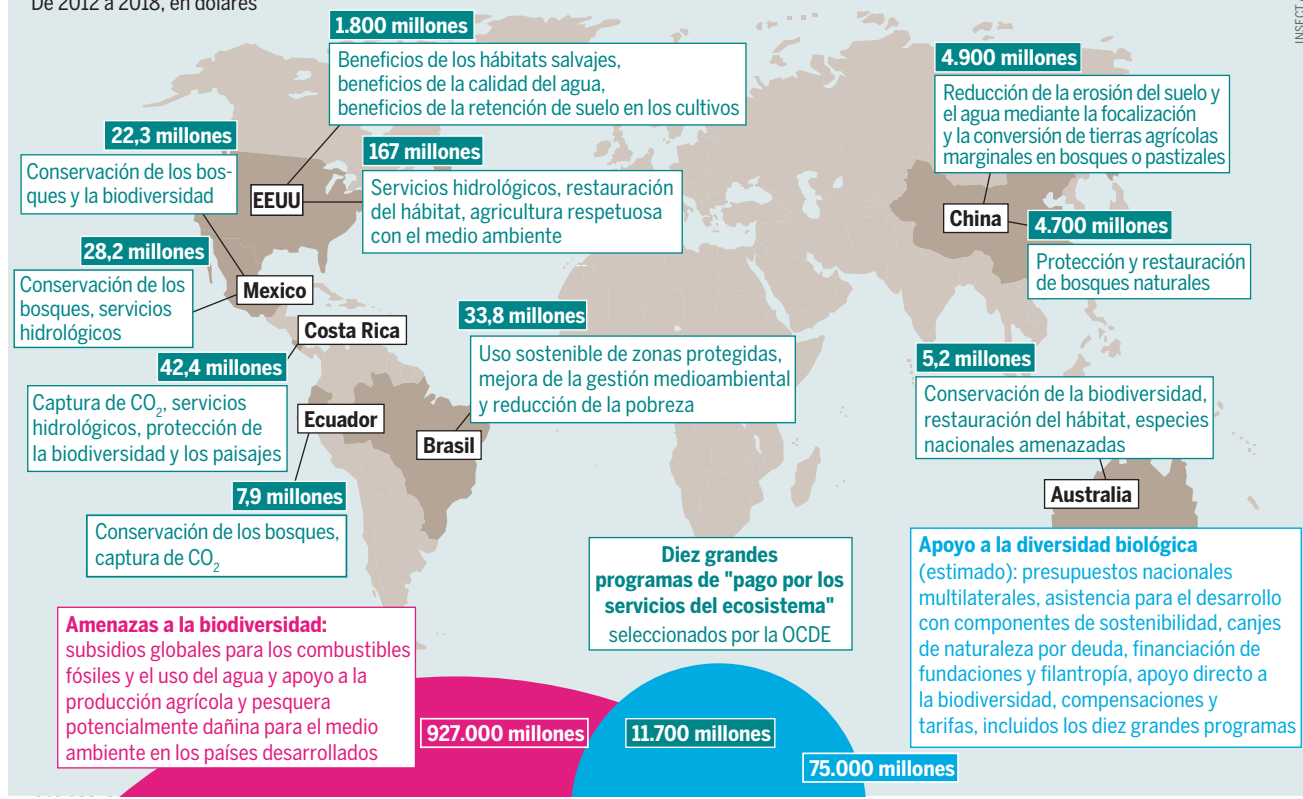 De 2012 a 2018, en dólares
INSECT
1.800 millones
Beneficios de los hábitats salvajes,
beneficios de la calidad del agua,
beneficios de la retención de suelo en los cultivos
4.900 millones
Reducción de la erosión del suelo y
el agua mediante la focalización
y la conversión de tierras agrícolas
marginales en bosques o pastizales
22,3 millones
Conservación de los bos-
ques y la biodiversidad
167 millones
Servicios hidrológicos, restauración
del hábitat, agricultura respetuosa
con el medio ambiente
EEUU
China
4.700 millones
Protección y restauración
de bosques naturales
28,2 millones
Conservación de los
bosques, servicios
hidrológicos
Mexico
Costa Rica
33,8 millones
Uso sostenible de zonas protegidas,
mejora de la gestión medioambiental
y reducción de la pobreza
42,4 millones
Captura de CO₂, servicios
hidrológicos, protección de
la biodiversidad y los paisajes
5,2 millones
Conservación de la biodiversidad,
restauración del hábitat, especies
nacionales amenazadas
Ecuador
Brasil
Australia
7,9 millones
Conservación de los bosques,
captura de CO₂
Diez grandes
programas de "pago por los
servicios del ecosistema"
seleccionados por la OCDE
Apoyo a la diversidad biológica
(estimado): presupuestos nacionales
multilaterales, asistencia para el desarrollo
con componentes de sostenibilidad, canjes
de naturaleza por deuda, financiación de
fundaciones y filantropía, apoyo directo a
la biodiversidad, compensaciones y
tarifas, incluidos los diez grandes programas
Amenazas a la biodiversidad:
subsidios globales para los combustibles
fósiles y el uso del agua y apoyo a la
producción agrícola y pesquera
potencialmente dañina para el medio
ambiente en los países desarrollados
927.000 millones
11.700 millones
75.000 millones